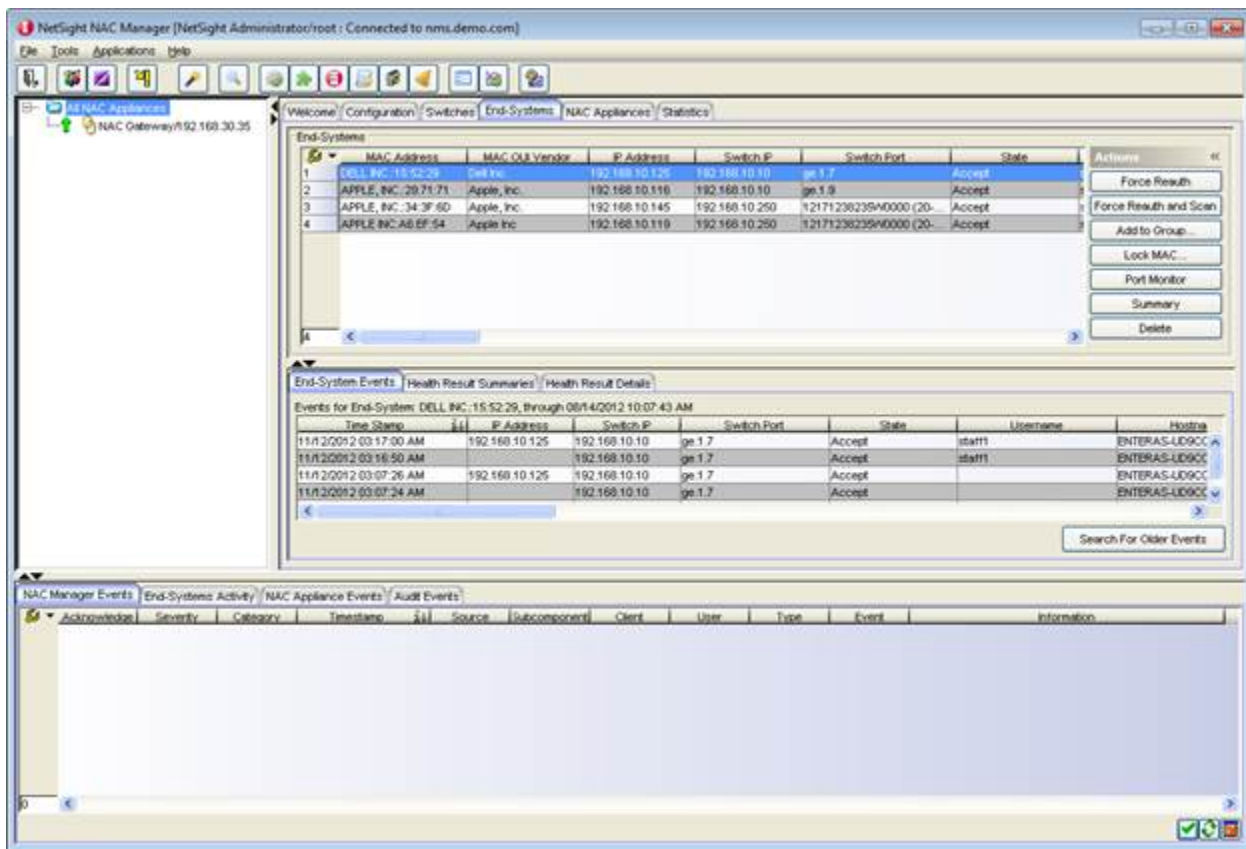 NetSight NAC Manager [NetSight Administrator/root : Connected to nms.demo.com]
File Tools Applications Help
All NAC Appliances
NAC Gateway/192.168.30.35
Welcome Configuration Switches End-Systems NAC Appliances Statistics
End-Systems
MAC Address MAC OUI Vendor IP Address Switch IP Switch Port State
1 DELL INC.:15:52:29 Dell Inc. 192.168.10.125 192.168.10.10 ge.1.7 Accept
2 APPLE, INC.:29:71:71 Apple, Inc. 192.168.10.116 192.168.10.10 ge.1.9 Accept
3 APPLE, INC.:34:3F:6D Apple, Inc. 192.168.10.145 192.168.10.250 12171238235W0000 (20-... Accept
4 APPLE INC:A6:EF:54 Apple Inc 192.168.10.119 192.168.10.250 12171238235W0000 (20-... Accept
4
Actions
Force Reauth
Force Reauth and Scan
Add to Group...
Lock MAC...
Port Monitor
Summary
Delete
End-System Events Health Result Summaries Health Result Details
Events for End-System: DELL INC.:15:52:29, through 08/14/2012 10:07:43 AM
Time Stamp IP Address Switch IP Switch Port State Username Hostna
11/12/2012 03:17:00 AM 192.168.10.125 192.168.10.10 ge.1.7 Accept staff1 ENTERAS-UD9CC
11/12/2012 03:16:50 AM 192.168.10.10 ge.1.7 Accept staff1 ENTERAS-UD9CC
11/12/2012 03:07:26 AM 192.168.10.125 192.168.10.10 ge.1.7 Accept ENTERAS-UD9CC
11/12/2012 03:07:24 AM 192.168.10.10 ge.1.7 Accept ENTERAS-UD9CC
Search For Older Events
NAC Manager Events End-Systems Activity NAC Appliance Events Audit Events
Acknowledge Severity Category Timestamp Source Subcomponent Client User Type Event Information
0